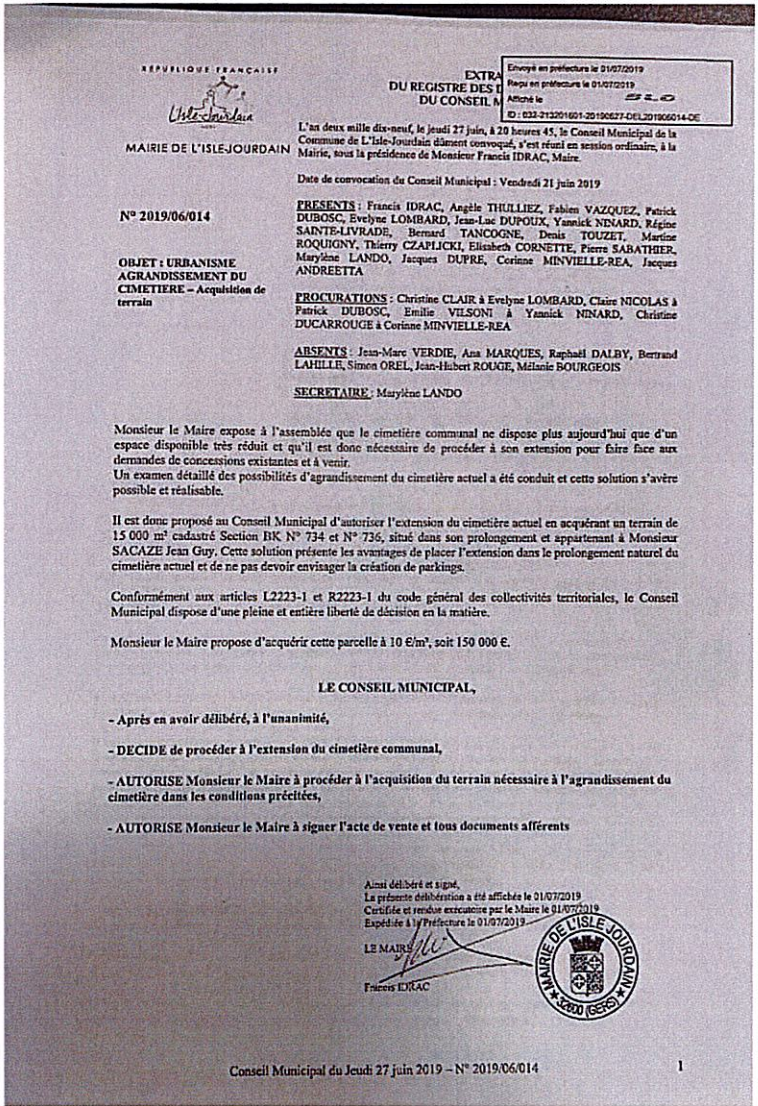 RÉPUBLIQUE FRANÇAISE
L'Isle-Jourdain
MAIRIE DE L'ISLE-JOURDAIN
EXTRA
DU REGISTRE DES D
DU CONSEIL M
Envoyé en préfecture le 01/07/2019
Reçu en préfecture le 01/07/2019
Affiché le
ID : 032-213201601-20190627-DEL201906014-DE
L'an deux mille dix-neuf, le jeudi 27 juin, à 20 heures 45, le Conseil Municipal de la
Commune de L'Isle-Jourdain dûment convoqué, s'est réuni en session ordinaire, à la
Mairie, sous la présidence de Monsieur Francis IDRAC, Maire.
Date de convocation du Conseil Municipal : Vendredi 21 juin 2019
N° 2019/06/014
OBJET : URBANISME
AGRANDISSEMENT DU
CIMETIERE – Acquisition de
terrain
PRESENTS : Francis IDRAC, Angèle THULLIEZ, Fabien VAZQUEZ, Patrick
DUBOSC, Evelyne LOMBARD, Jean-Luc DUPOUX, Yannick NINARD, Régine
SAINTE-LIVRADE, Bernard TANCOGNE, Denis TOUZET, Martine
ROQUIGNY, Thierry CZAPLICKI, Elisabeth CORNETTE, Pierre SABATHIER,
Marylène LANDO, Jacques DUPRE, Corinne MINVIELLE-REA, Jacques
ANDREETTA
PROCURATIONS : Christine CLAIR à Evelyne LOMBARD, Claire NICOLAS à
Patrick DUBOSC, Emilie VILSONI à Yannick NINARD, Christine
DUCARROUGE à Corinne MINVIELLE-REA
ABSENTS : Jean-Marc VERDIE, Ana MARQUES, Raphaël DALBY, Bertrand
LAHILLE, Simon OREL, Jean-Hubert ROUGE, Mélanie BOURGEOIS
SECRETAIRE : Marylène LANDO
Monsieur le Maire expose à l'assemblée que le cimetière communal ne dispose plus aujourd'hui que d'un
espace disponible très réduit et qu'il est donc nécessaire de procéder à son extension pour faire face aux
demandes de concessions existantes et à venir.
Un examen détaillé des possibilités d'agrandissement du cimetière actuel a été conduit et cette solution s'avère
possible et réalisable.
Il est donc proposé au Conseil Municipal d'autoriser l'extension du cimetière actuel en acquérant un terrain de
15 000 m² cadastré Section BK N° 734 et N° 736, situé dans son prolongement et appartenant à Monsieur
SACAZE Jean Guy. Cette solution présente les avantages de placer l'extension dans le prolongement naturel du
cimetière actuel et de ne pas devoir envisager la création de parkings.
Conformément aux articles L2223-1 et R2223-1 du code général des collectivités territoriales, le Conseil
Municipal dispose d'une pleine et entière liberté de décision en la matière.
Monsieur le Maire propose d'acquérir cette parcelle à 10 €/m², soit 150 000 €.
LE CONSEIL MUNICIPAL,
- Après en avoir délibéré, à l'unanimité,
- DECIDE de procéder à l'extension du cimetière communal,
- AUTORISE Monsieur le Maire à procéder à l'acquisition du terrain nécessaire à l'agrandissement du
cimetière dans les conditions précitées,
- AUTORISE Monsieur le Maire à signer l'acte de vente et tous documents afférents
Ainsi délibéré et signé,
La présente délibération a été affichée le 01/07/2019
Certifiée et rendue exécutoire par le Maire le 01/07/2019
Expédiée à la Préfecture le 01/07/2019
LE MAIRE
Francis IDRAC
MAIRIE DE L'ISLE JOURDAIN
32600 (GERS)
Conseil Municipal du Jeudi 27 juin 2019 – N° 2019/06/014
1